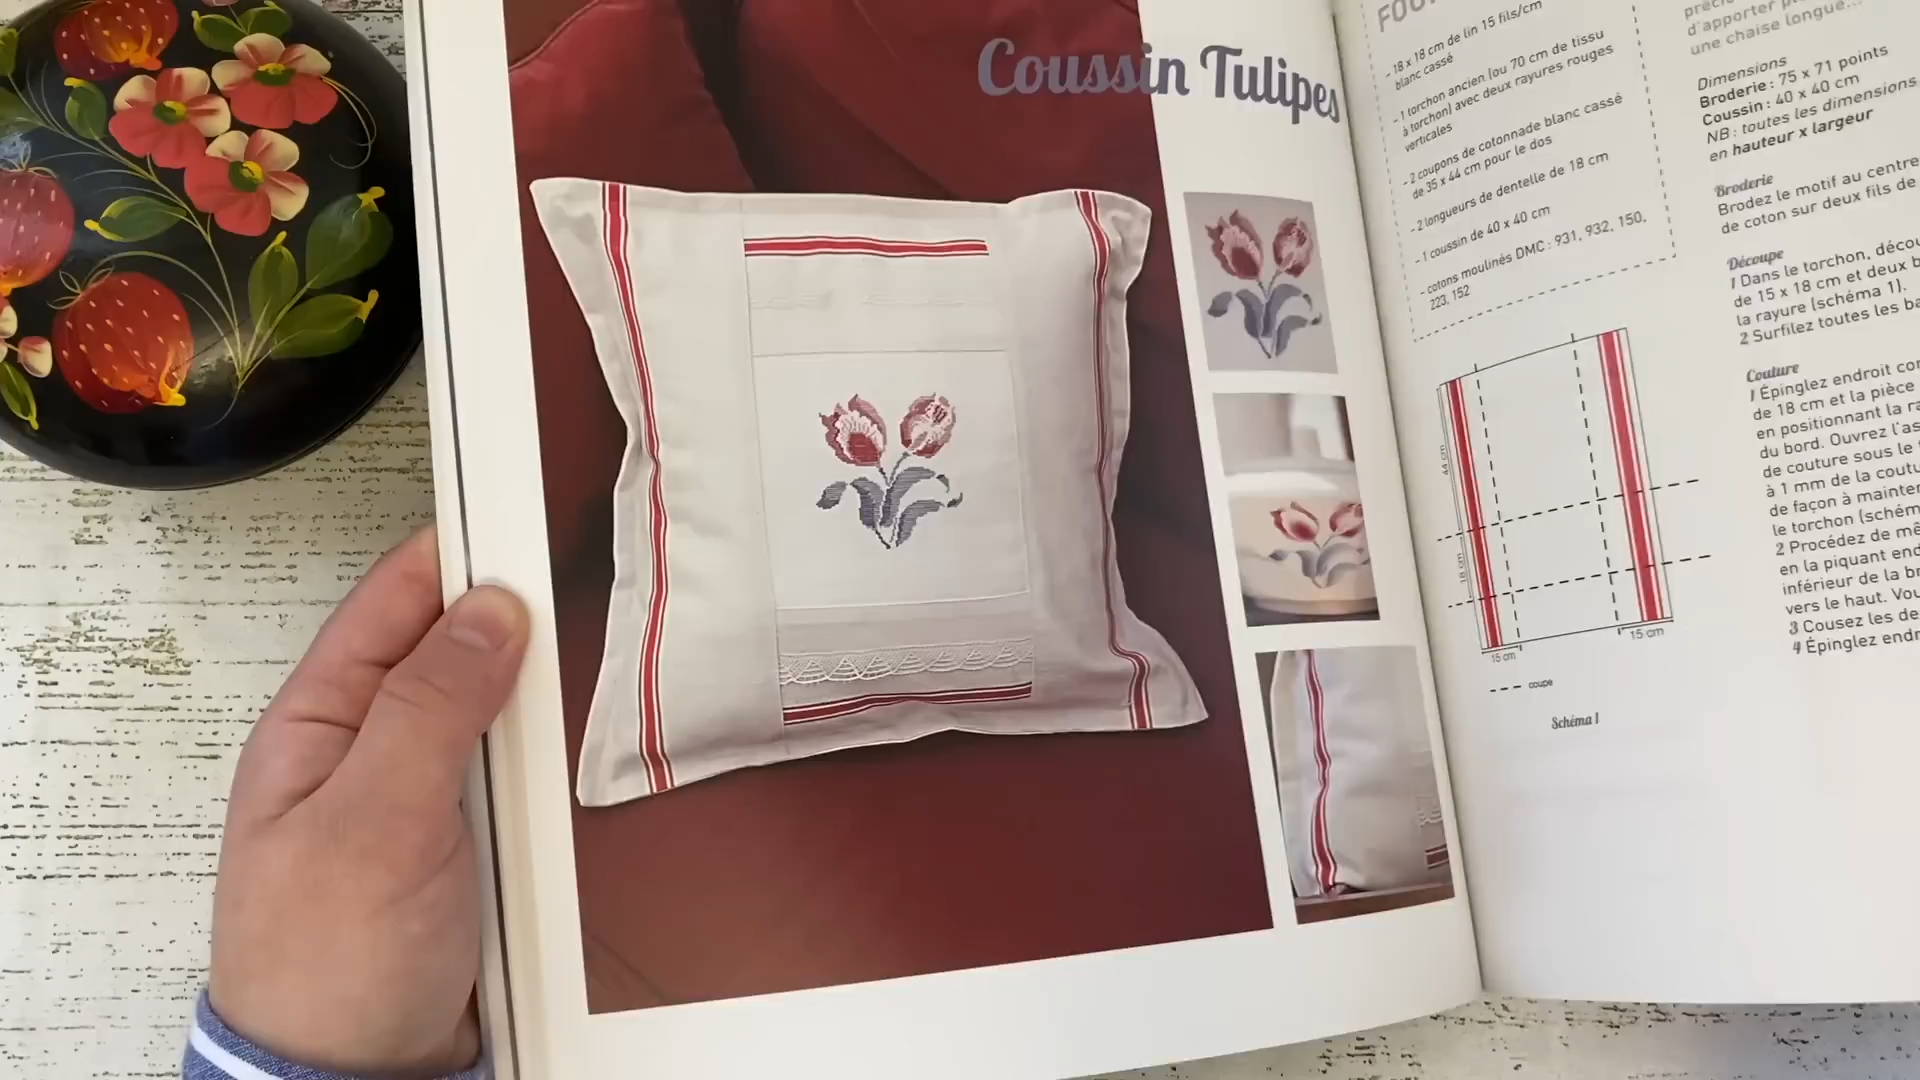 Coussin Tulipes
- 18 x 18 cm de lin 15 fils/cm
blanc cassé
- 1 torchon ancien (ou 70 cm de tissu
à torchon) avec deux rayures rouges
verticales
- 2 coupons de cotonnade blanc cassé
de 35 x 44 cm pour le dos
- 2 longueurs de dentelle de 18 cm
- 1 coussin de 40 x 40 cm
- cotons moulinés DMC : 931, 932, 150,
223, 152
44 cm
18 cm
15 cm
15 cm
coupe
Schéma 1
d'apporter
une chaise longue...
Dimensions
Broderie : 75 x 71 points
Coussin : 40 x 40 cm
NB : toutes les dimensions
en hauteur x largeur
Broderie
Brodez le motif au centre
de coton sur deux fils de
Découpe
1 Dans le torchon, décou
de 15 x 18 cm et deux b
la rayure (schéma 1).
2 Surfilez toutes les ba
Couture
1 Épinglez endroit con
de 18 cm et la pièce
en positionnant la ra
du bord. Ouvrez l'as
de couture sous le
à 1 mm de la coutu
de façon à mainten
le torchon (schém
2 Procédez de mê
en la piquant end
inférieur de la br
vers le haut. Vou
3 Cousez les de
4 Épinglez endr